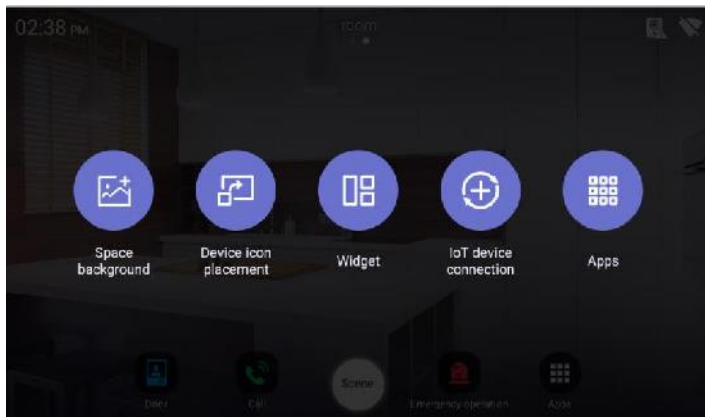 02:38 PM
room
Space
background
Device icon
placement
Widget
IoT device
connection
Apps
Door
Call
Scene
Emergency operation
Apps